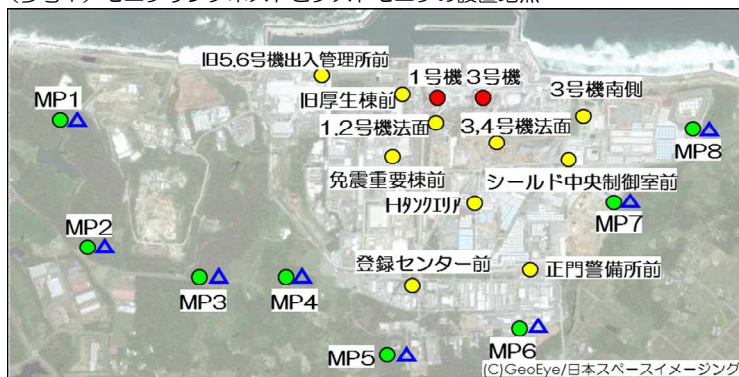 旧5,6号機出入管理所前
1号機 3号機
旧厚生棟前
3号機南側
MP1
1,2号機法面
3,4号機法面
MP8
免震重要棟前
シールド中央制御室前
Hﾀﾝｸｴﾘｱ
MP7
MP2
登録センター前
正門警備所前
MP3
MP4
MP6
MP5
(C)GeoEye/日本スペースイメージング